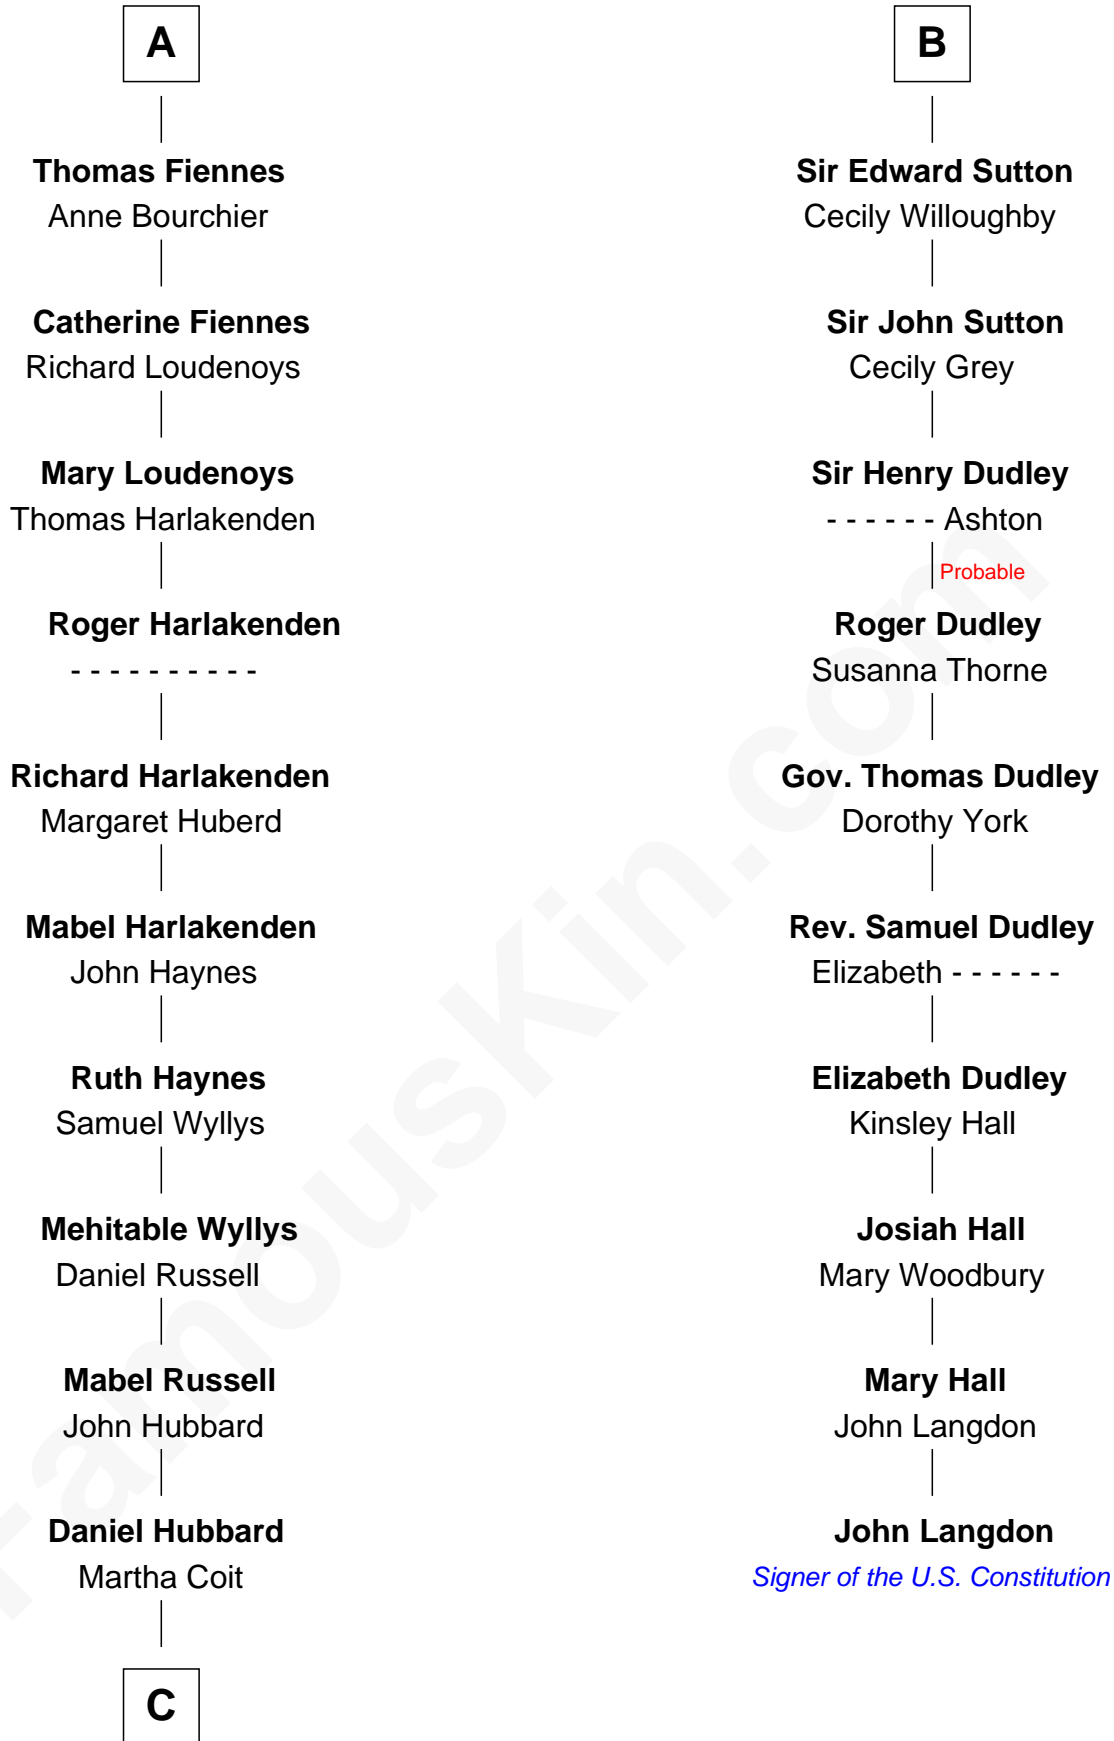 A
Thomas Fiennes
Anne Bourchier
Catherine Fiennes
Richard Loudenoys
Mary Loudenoys
Thomas Harlakenden
Roger Harlakenden
- - - - - - - - - -
Richard Harlakenden
Margaret Huberd
Mabel Harlakenden
John Haynes
Ruth Haynes
Samuel Wyllys
Mehitable Wyllys
Daniel Russell
Mabel Russell
John Hubbard
Daniel Hubbard
Martha Coit
C
B
Sir Edward Sutton
Cecily Willoughby
Sir John Sutton
Cecily Grey
Sir Henry Dudley
- - - - - - Ashton
Probable
Roger Dudley
Susanna Thorne
Gov. Thomas Dudley
Dorothy York
Rev. Samuel Dudley
Elizabeth - - - - - -
Elizabeth Dudley
Kinsley Hall
Josiah Hall
Mary Woodbury
Mary Hall
John Langdon
John Langdon
Signer of the U.S. Constitution
FamousKin.com